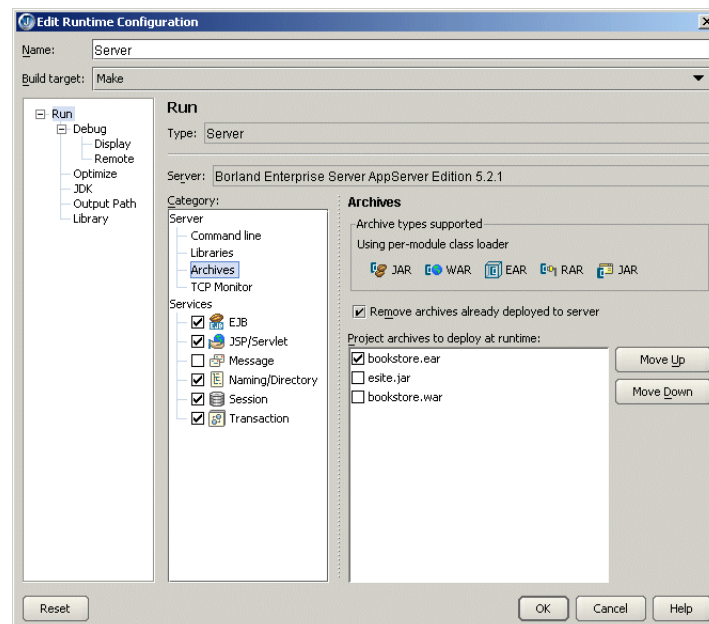 Edit Runtime Configuration
Name: Server
Build target: Make
Run
Debug
Display
Remote
Optimize
JDK
Output Path
Library
Run
Type: Server
Server: Borland Enterprise Server AppServer Edition 5.2.1
Category:
Server
Command line
Libraries
Archives
TCP Monitor
Services
EJB
JSP/Servlet
Message
Naming/Directory
Session
Transaction
Archives
Archive types supported
Using per-module class loader
JAR WAR EAR RAR JAR
Remove archives already deployed to server
Project archives to deploy at runtime:
bookstore.ear
esite.jar
bookstore.war
Move Up
Move Down
Reset OK Cancel Help